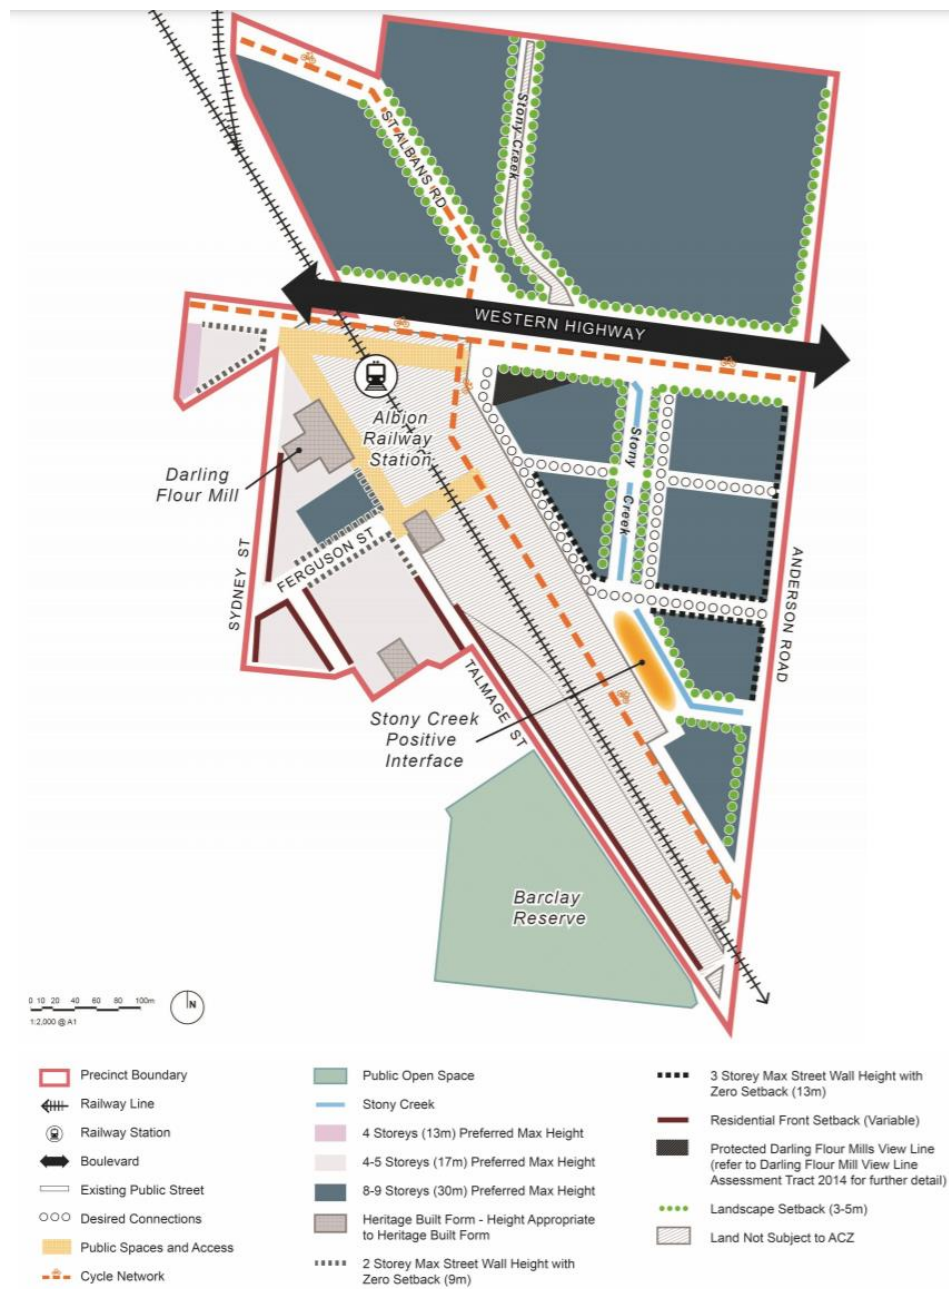 ST ALBANS RD
Stony Creek
WESTERN HIGHWAY
Albion
Railway
Station
Darling
Flour Mill
Stony
Creek
FERGUSON ST
SYDNEY ST
ANDERSON ROAD
TALMAGE ST
Stony Creek
Positive
Interface
Barclay
Reserve
0 10 20 40 60 80 100m
1:2,000 @ A1
N
Precinct Boundary
Railway Line
Railway Station
Boulevard
Existing Public Street
Desired Connections
Public Spaces and Access
Cycle Network
Public Open Space
Stony Creek
4 Storeys (13m) Preferred Max Height
4-5 Storeys (17m) Preferred Max Height
8-9 Storeys (30m) Preferred Max Height
Heritage Built Form - Height Appropriate
to Heritage Built Form
2 Storey Max Street Wall Height with
Zero Setback (9m)
3 Storey Max Street Wall Height with
Zero Setback (13m)
Residential Front Setback (Variable)
Protected Darling Flour Mills View Line
(refer to Darling Flour Mill View Line
Assessment Tract 2014 for further detail)
Landscape Setback (3-5m)
Land Not Subject to ACZ